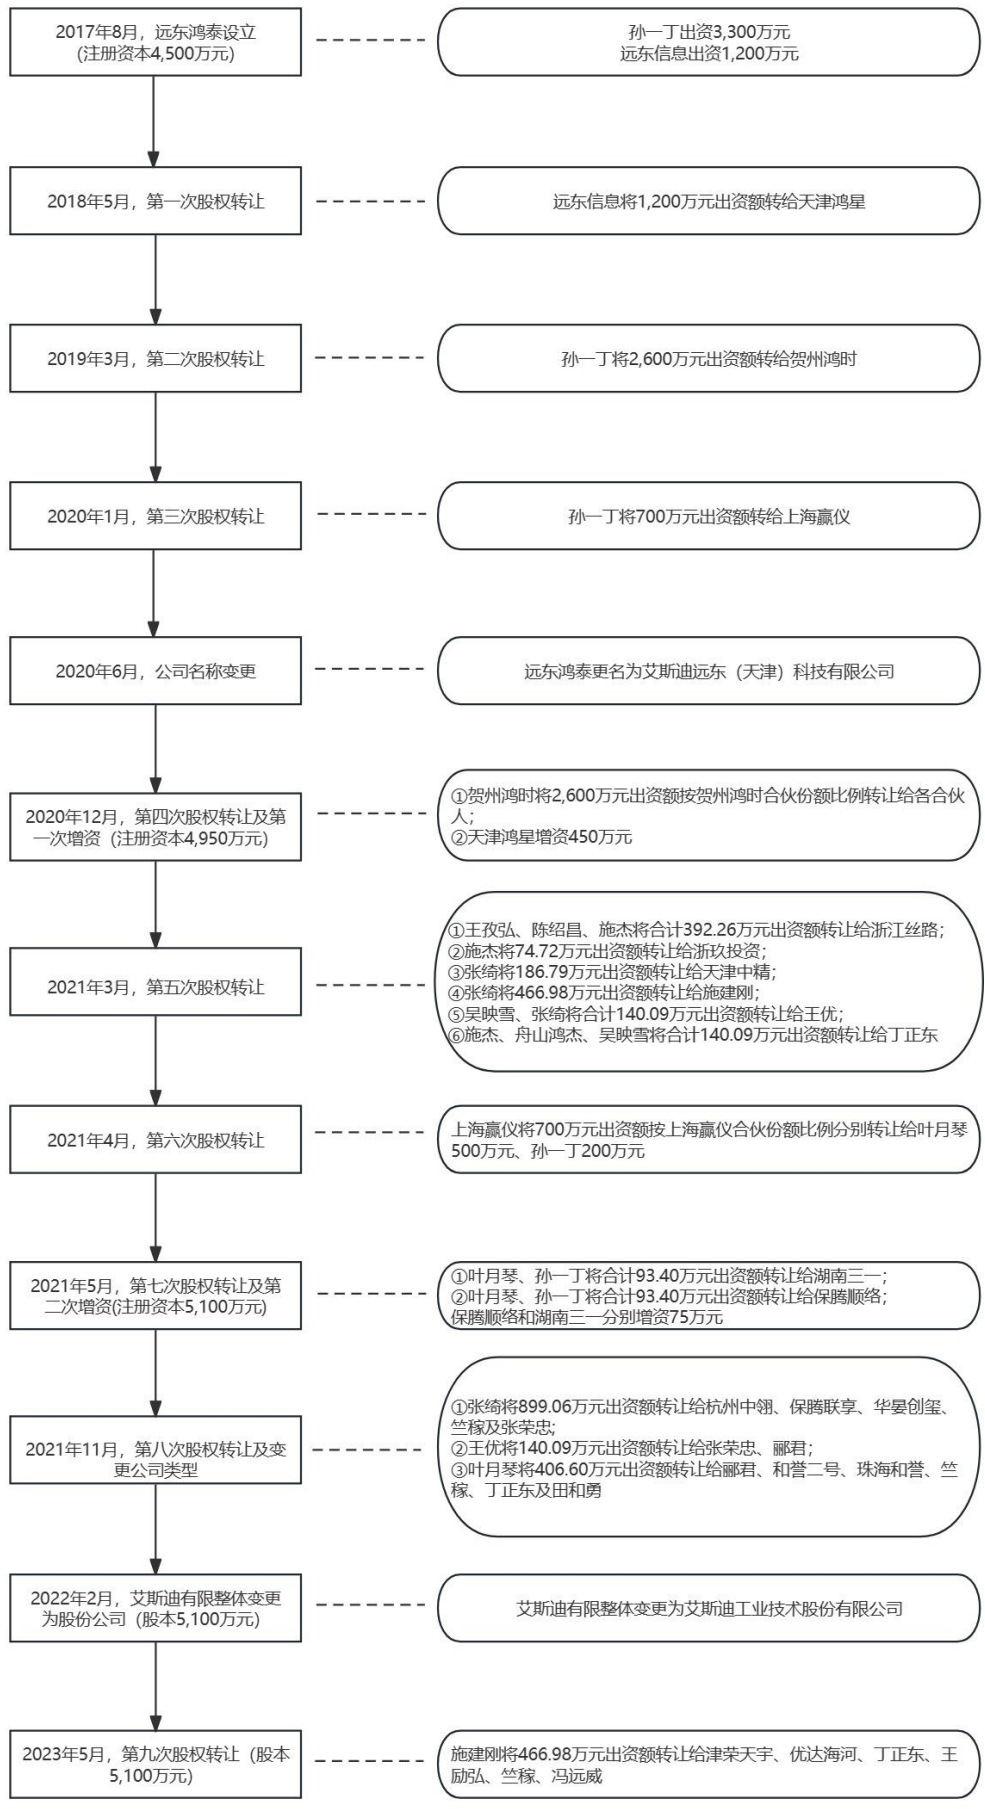 2017年8月，远东鸿泰设立
(注册资本4,500万元)
孙一丁出资3,300万元
远东信息出资1,200万元
2018年5月，第一次股权转让
远东信息将1,200万元出资额转给天津鸿星
2019年3月，第二次股权转让
孙一丁将2,600万元出资额转给贺州鸿时
2020年1月，第三次股权转让
孙一丁将700万元出资额转给上海赢仪
2020年6月，公司名称变更
远东鸿泰更名为艾斯迪远东（天津）科技有限公司
2020年12月，第四次股权转让及第
一次增资（注册资本4,950万元）
①贺州鸿时将2,600万元出资额按贺州鸿时合伙份额比例转让给各合伙
人；
②天津鸿星增资450万元
2021年3月，第五次股权转让
①王孜弘、陈绍昌、施杰将合计392.26万元出资额转让给浙江丝路；
②施杰将74.72万元出资额转让给浙玖投资；
③张绮将186.79万元出资额转让给天津中精；
④张绮将466.98万元出资额转让给施建刚；
⑤吴映雪、张绮将合计140.09万元出资额转让给王优；
⑥施杰、舟山鸿杰、吴映雪将合计140.09万元出资额转让给丁正东
2021年4月，第六次股权转让
上海赢仪将700万元出资额按上海赢仪合伙份额比例分别转让给叶月琴
500万元、孙一丁200万元
2021年5月，第七次股权转让及第
二次增资(注册资本5,100万元)
①叶月琴、孙一丁将合计93.40万元出资额转让给湖南三一；
②叶月琴、孙一丁将合计93.40万元出资额转让给保腾顺络；
保腾顺络和湖南三一分别增资75万元
2021年11月，第八次股权转让及变
更公司类型
①张绮将899.06万元出资额转让给杭州中翎、保腾联享、华晏创玺、
竺稼及张荣忠;
②王优将140.09万元出资额转让给张荣忠、郦君；
③叶月琴将406.60万元出资额转让给郦君、和誉二号、珠海和誉、竺
稼、丁正东及田和勇
2022年2月，艾斯迪有限整体变更
为股份公司（股本5,100万元）
艾斯迪有限整体变更为艾斯迪工业技术股份有限公司
2023年5月，第九次股权转让（股本
5,100万元）
施建刚将466.98万元出资额转让给津荣天宇、优达海河、丁正东、王
励弘、竺稼、冯远威